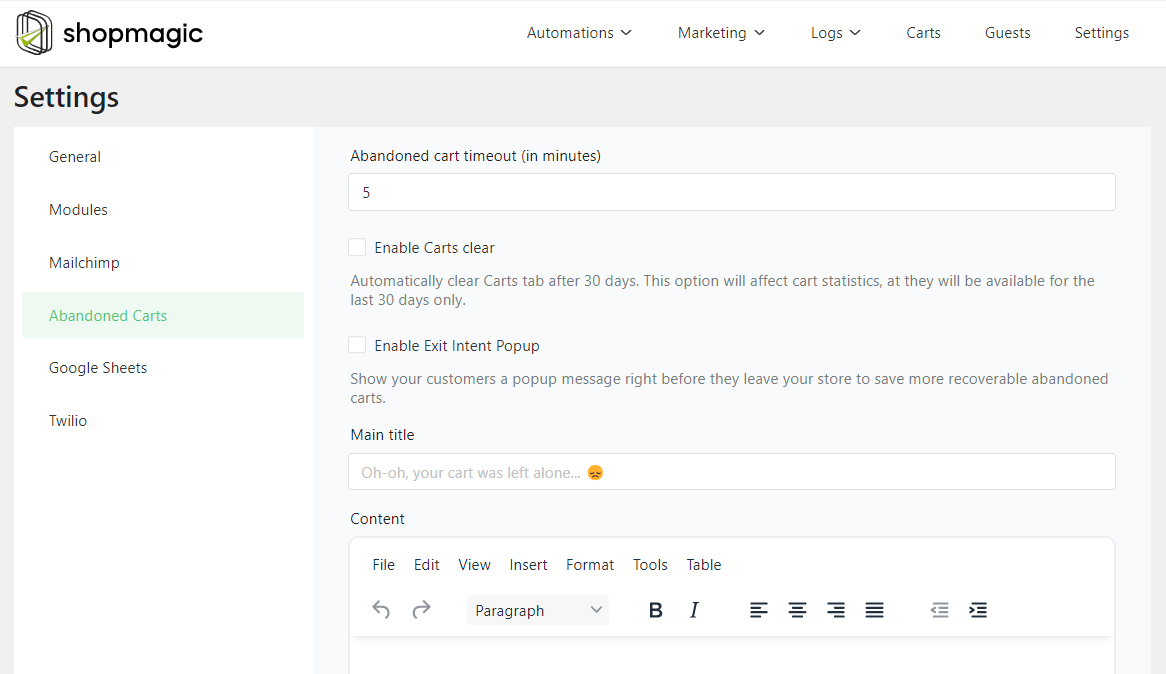 shopmagic
Automations
Marketing
Logs
Carts
Guests
Settings
Settings
General
Modules
Mailchimp
Abandoned Carts
Google Sheets
Twilio
Abandoned cart timeout (in minutes)
5
Enable Carts clear
Automatically clear Carts tab after 30 days. This option will affect cart statistics, at they will be available for the
last 30 days only.
Enable Exit Intent Popup
Show your customers a popup message right before they leave your store to save more recoverable abandoned
carts.
Main title
Oh-oh, your cart was left alone... 😞
Content
File Edit View Insert Format Tools Table
Paragraph B I